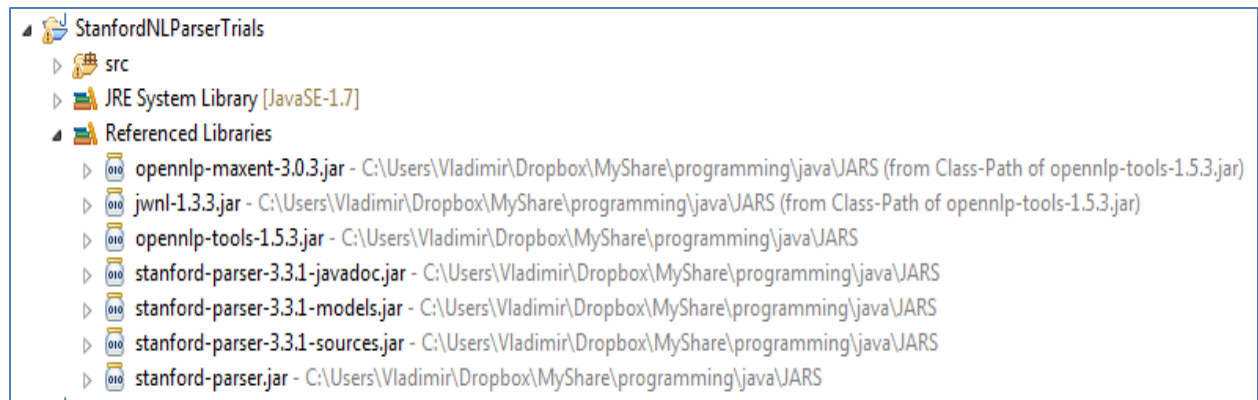 StanfordNLParserTrials
src
JRE System Library [JavaSE-1.7]
Referenced Libraries
opennlp-maxent-3.0.3.jar - C:\Users\Vladimir\Dropbox\MyShare\programming\java\JARS (from Class-Path of opennlp-tools-1.5.3.jar)
jwnl-1.3.3.jar - C:\Users\Vladimir\Dropbox\MyShare\programming\java\JARS (from Class-Path of opennlp-tools-1.5.3.jar)
opennlp-tools-1.5.3.jar - C:\Users\Vladimir\Dropbox\MyShare\programming\java\JARS
stanford-parser-3.3.1-javadoc.jar - C:\Users\Vladimir\Dropbox\MyShare\programming\java\JARS
stanford-parser-3.3.1-models.jar - C:\Users\Vladimir\Dropbox\MyShare\programming\java\JARS
stanford-parser-3.3.1-sources.jar - C:\Users\Vladimir\Dropbox\MyShare\programming\java\JARS
stanford-parser.jar - C:\Users\Vladimir\Dropbox\MyShare\programming\java\JARS